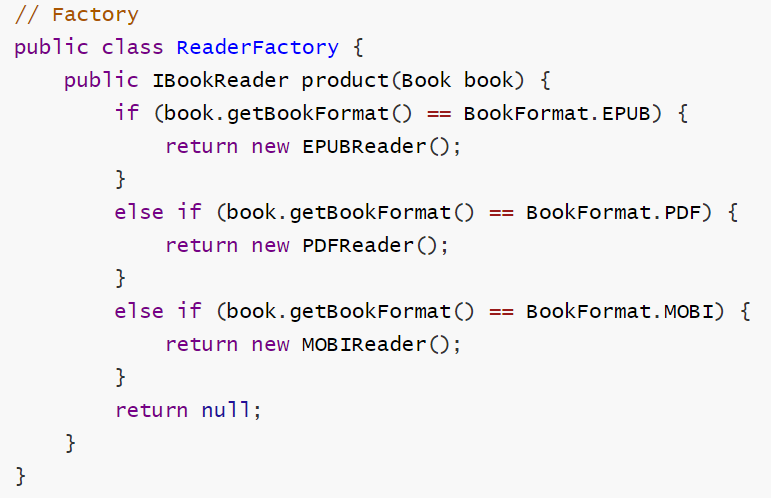 // Factory
public class ReaderFactory {
    public IBookReader product(Book book) {
        if (book.getBookFormat() == BookFormat.EPUB) {
            return new EPUBReader();
        }
        else if (book.getBookFormat() == BookFormat.PDF) {
            return new PDFReader();
        }
        else if (book.getBookFormat() == BookFormat.MOBI) {
            return new MOBIReader();
        }
        return null;
    }
}